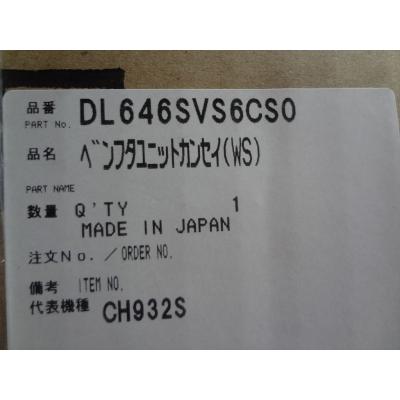 品番 DL646SVS6CS0
PART No.
品名 ベンフタユニットカンセイ(WS)
PART NAME
数量 Q'TY 1
MADE IN JAPAN
注文No. / ORDER NO.
備考 ITEM NO.
代表機種 CH932S